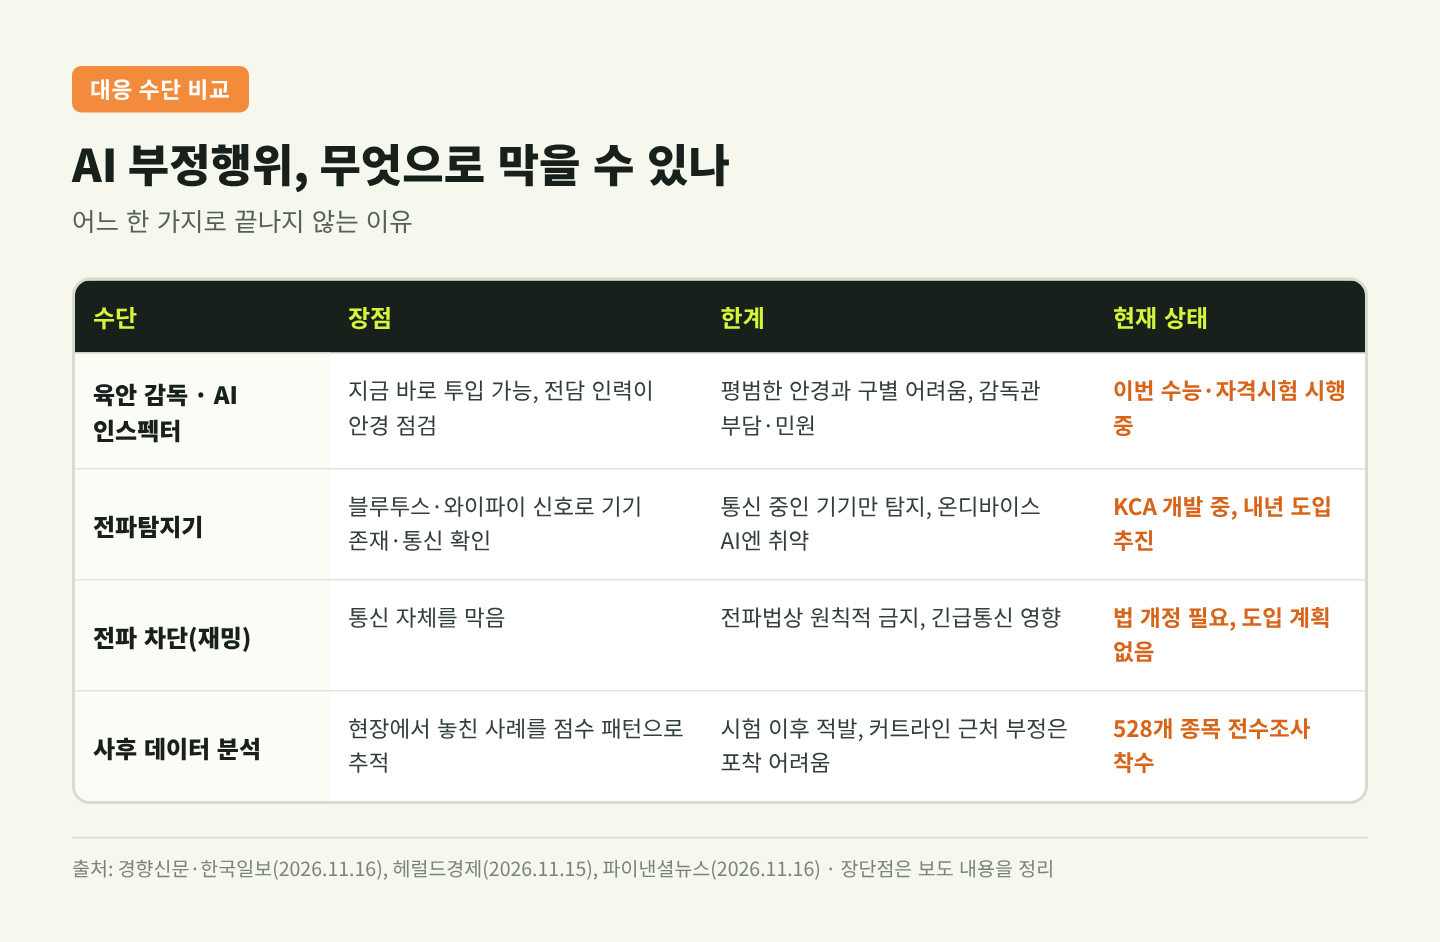 대응 수단 비교
AI 부정행위, 무엇으로 막을 수 있나
어느 한 가지로 끝나지 않는 이유
수단 장점 한계 현재 상태
육안 감독 · AI
인스펙터
지금 바로 투입 가능, 전담 인력이
안경 점검
평범한 안경과 구별 어려움, 감독관
부담·민원
이번 수능·자격시험 시행
중
전파탐지기
블루투스·와이파이 신호로 기기
존재·통신 확인
통신 중인 기기만 탐지, 온디바이스
AI엔 취약
KCA 개발 중, 내년 도입
추진
전파 차단(재밍)
통신 자체를 막음
전파법상 원칙적 금지, 긴급통신 영향
법 개정 필요, 도입 계획
없음
사후 데이터 분석
현장에서 놓친 사례를 점수 패턴으로
추적
시험 이후 적발, 커트라인 근처 부정은
포착 어려움
528개 종목 전수조사
착수
출처: 경향신문·한국일보(2026.11.16), 헤럴드경제(2026.11.15), 파이낸셜뉴스(2026.11.16) · 장단점은 보도 내용을 정리